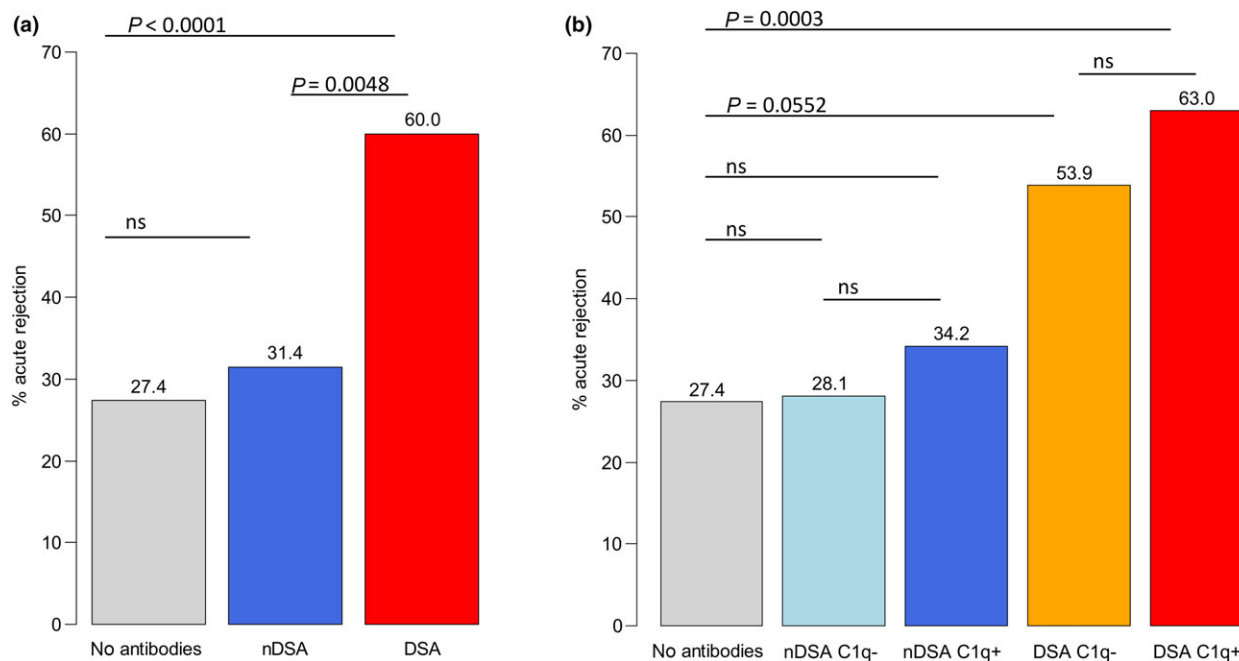 (a)
P < 0.0001
70
P = 0.0048
60.0
60
50
ns
40
% acute rejection
31.4
30
27.4
20
10
0
No antibodies nDSA DSA
(b)
P = 0.0003
70
ns
63.0
P = 0.0552
60
ns
53.9
50
ns
40
ns
% acute rejection
34.2
30
27.4 28.1
20
10
0
No antibodies nDSA C1q- nDSA C1q+ DSA C1q- DSA C1q+